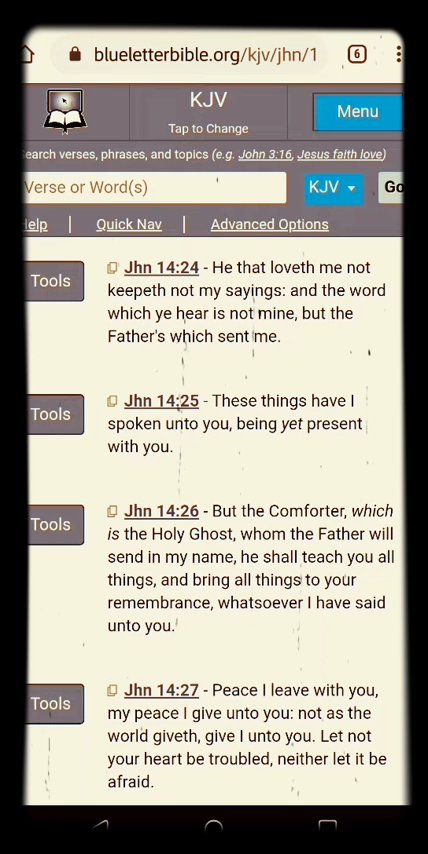 blueletterbible.org/kjv/jhn/1
6
KJV
Tap to Change
Menu
Search verses, phrases, and topics (e.g. John 3:16, Jesus faith love)
Verse or Word(s)
KJV
Go
Help | Quick Nav | Advanced Options
Tools
Jhn 14:24 - He that loveth me not
keepeth not my sayings: and the word
which ye hear is not mine, but the
Father's which sent me.
Tools
Jhn 14:25 - These things have I
spoken unto you, being yet present
with you.
Tools
Jhn 14:26 - But the Comforter, which
is the Holy Ghost, whom the Father will
send in my name, he shall teach you all
things, and bring all things to your
remembrance, whatsoever I have said
unto you.
Tools
Jhn 14:27 - Peace I leave with you,
my peace I give unto you: not as the
world giveth, give I unto you. Let not
your heart be troubled, neither let it be
afraid.